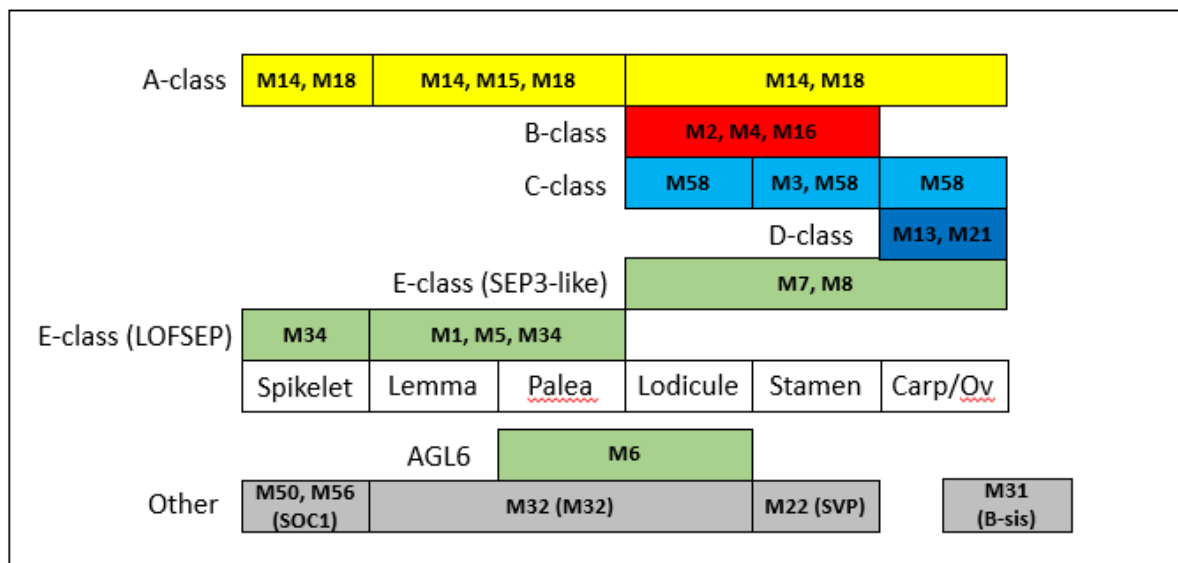 A-class M14, M18 M14, M15, M18 M14, M18
B-class M2, M4, M16
C-class M58 M3, M58 M58
D-class M13, M21
E-class (SEP3-like) M7, M8
E-class (LOFSEP) M34 M1, M5, M34
Spikelet Lemma Palea Lodicule Stamen Carp/Ov
AGL6 M6
Other M50, M56 (SOC1) M32 (M32) M22 (SVP) M31 (B-sis)